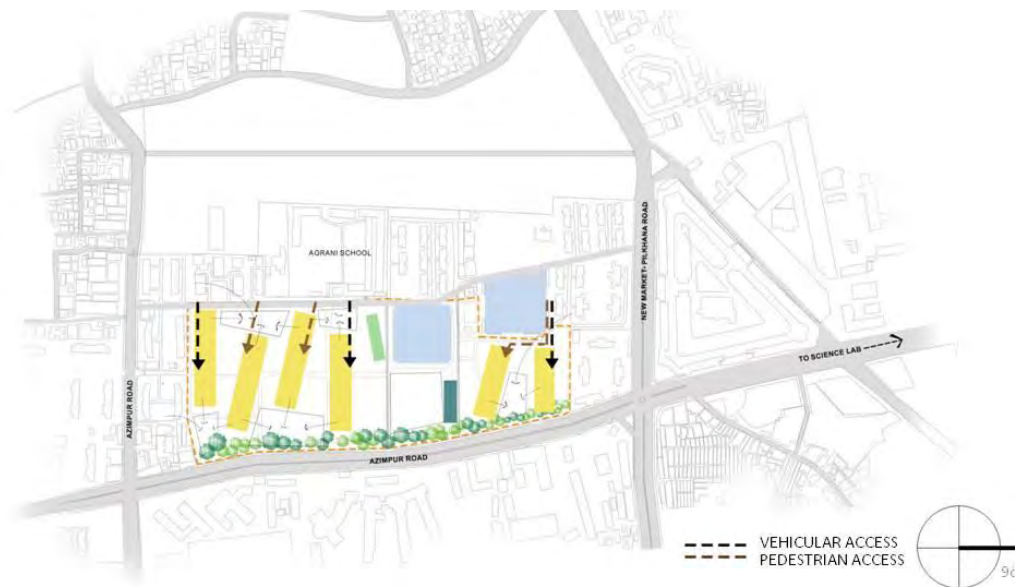 AGRANI SCHOOL
NEW MARKET- PILKHANA ROAD
TO SCIENCE LAB
AZIMPUR ROAD
AZIMPUR ROAD
VEHICULAR ACCESS
PEDESTRIAN ACCESS